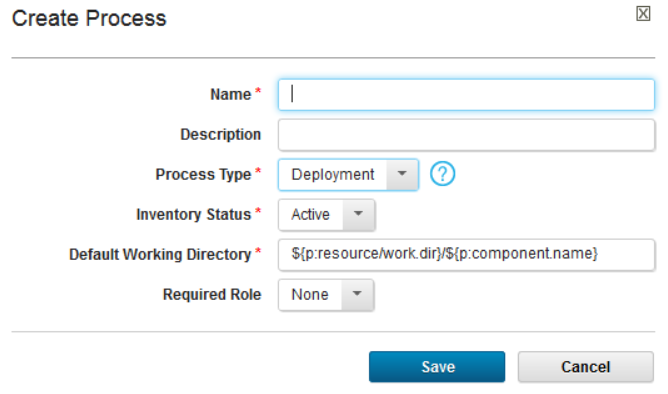 Create Process
Name *
Description
Process Type * Deployment ?
Inventory Status * Active
Default Working Directory * ${p:resource/work.dir}/${p:component.name}
Required Role None
Save Cancel